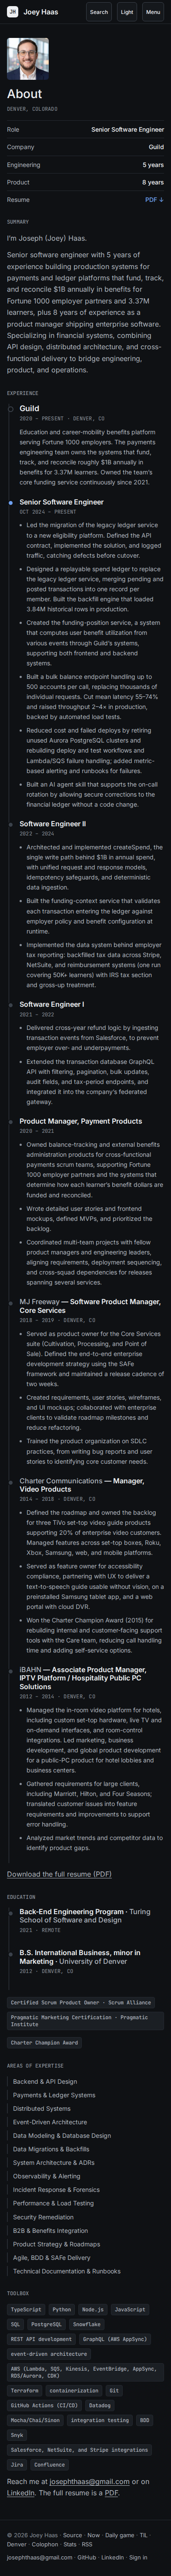 JH Joey Haas Search Light Menu
About
DENVER, COLORADO
Role Senior Software Engineer
Company Guild
Engineering 5 years
Product 8 years
Resume PDF ↓
SUMMARY
I'm Joseph (Joey) Haas.
Senior software engineer with 5 years of
experience building production systems for
payments and ledger platforms that fund, track,
and reconcile $1B annually in benefits for
Fortune 1000 employer partners and 3.37M
learners, plus 8 years of experience as
product manager shipping enterprise software.
Specializing in financial systems, combining
API design, distributed architecture, and cross-
functional delivery to bridge engineering,
product, and operations.
EXPERIENCE
Guild
2020 — PRESENT · DENVER, CO
Education and career-mobility benefits platform
serving Fortune 1000 employers. The payments
engineering team owns the systems that fund,
track, and reconcile roughly $1B annually in
benefits for 3.37M learners. Owned the team's
core funding service continuously since 2021.
Senior Software Engineer
OCT 2024 — PRESENT
• Led the migration of the legacy ledger service
to a new eligibility platform. Defined the API
contract, implemented the solution, and logged
traffic, catching defects before cutover.
• Designed a replayable spend ledger to replace
the legacy ledger service, merging pending and
posted transactions into one record per
member. Built the backfill engine that loaded
3.84M historical rows in production.
• Created the funding-position service, a system
that computes user benefit utilization from
various events through Guild's systems,
supporting both frontend and backend
systems.
• Built a bulk balance endpoint handling up to
500 accounts per call, replacing thousands of
individual requests. Cut mean latency 55–74%
and raised throughput 2–4× in production,
backed by automated load tests.
• Reduced cost and failed deploys by retiring
unused Aurora PostgreSQL clusters and
rebuilding deploy and test workflows and
Lambda/SQS failure handling; added metric-
based alerting and runbooks for failures.
• Built an AI agent skill that supports the on-call
rotation by allowing secure corrections to the
financial ledger without a code change.
Software Engineer II
2022 — 2024
• Architected and implemented createSpend, the
single write path behind $1B in annual spend,
with unified request and response models,
idempotency safeguards, and deterministic
data ingestion.
• Built the funding-context service that validates
each transaction entering the ledger against
employer policy and benefit configuration at
runtime.
• Implemented the data system behind employer
tax reporting: backfilled tax data across Stripe,
NetSuite, and reimbursement systems (one run
covering 50K+ learners) with IRS tax section
and grass-up treatment.
Software Engineer I
2021 — 2022
• Delivered cross-year refund logic by ingesting
transaction events from Salesforce, to prevent
employer over- and underpayments.
• Extended the transaction database GraphQL
API with filtering, pagination, bulk updates,
audit fields, and tax-period endpoints, and
integrated it into the company's federated
gateway.
Product Manager, Payment Products
2020 — 2021
• Owned balance-tracking and external benefits
administration products for cross-functional
payments program teams, supporting Fortune
1000 employer partners and the systems that
determine how each learner's benefit dollars are
funded and reconciled.
• Wrote detailed user stories and frontend
mockups, defined MVPs, and prioritized the
backlog.
• Coordinated multi-team projects with fellow
product managers and engineering leaders,
aligning requirements, deployment sequencing,
and cross-squad dependencies for releases
spanning several services.
MJ Freeway — Software Product Manager,
Core Services
2018 — 2019 · DENVER, CO
• Served as product owner for the Core Services
suite (Cultivation, Processing, and Point of
Sale). Defined the end-to-end enterprise
development strategy using the SAFe
framework and maintained a release cadence of
two weeks.
• Created requirements, user stories, wireframes,
and UI mockups; collaborated with enterprise
clients to validate roadmap milestones and
reduce refactoring.
• Trained the product organization on SDLC
practices, from writing bug reports and user
stories to identifying core customer needs.
Charter Communications — Manager,
Video Products
2014 — 2018 · DENVER, CO
• Defined the roadmap and owned the backlog
for three TiVo set-top video guide products
supporting 20% of enterprise video customers.
Managed features across set-top boxes, Roku,
Xbox, Samsung, web, and mobile platforms.
• Served as feature owner for accessibility
compliance, partnering with UX to deliver a
text-to-speech guide usable without vision, on a
preinstalled Samsung tablet app, and a web
portal with cloud DVR.
• Won the Charter Champion Award (2015) for
rebuilding internal and customer-facing support
tools with the Care team, reducing call handling
time and adding self-service options.
iBAHN — Associate Product Manager,
IPTV Platform / Hospitality Public PC
Solutions
2012 — 2014 · DENVER, CO
• Managed the in-room video platform for hotels,
including custom set-top hardware, live TV and
on-demand interfaces, and room-control
integrations. Led marketing, business
development, and original product development
for a public-PC product for hotel lobbies and
business centers.
• Gathered requirements for large clients,
including Marriott, Hilton, and Four Seasons;
translated customer issues into feature
requirements and improvements to support
error handling.
• Analyzed market trends and competitor data to
identify product gaps.
Download the full resume (PDF)
EDUCATION
Back-End Engineering Program · Turing
School of Software and Design
2021 · REMOTE
B.S. International Business, minor in
Marketing · University of Denver
2012 · DENVER, CO
Certified Scrum Product Owner · Scrum Alliance
Pragmatic Marketing Certification · Pragmatic
Institute
Charter Champion Award
AREAS OF EXPERTISE
Backend & API Design
Payments & Ledger Systems
Distributed Systems
Event-Driven Architecture
Data Modeling & Database Design
Data Migrations & Backfills
System Architecture & ADRs
Observability & Alerting
Incident Response & Forensics
Performance & Load Testing
Security Remediation
B2B & Benefits Integration
Product Strategy & Roadmaps
Agile, BDD & SAFe Delivery
Technical Documentation & Runbooks
TOOLBOX
TypeScript Python Node.js JavaScript
SQL PostgreSQL Snowflake
REST API development GraphQL (AWS AppSync)
event-driven architecture
AWS (Lambda, SQS, Kinesis, EventBridge, AppSync,
RDS/Aurora, CDK)
Terraform containerization Git
GitHub Actions (CI/CD) Datadog
Mocha/Chai/Sinon integration testing BDD
Snyk
Salesforce, NetSuite, and Stripe integrations
Jira Confluence
Reach me at josephthaas@gmail.com or on
LinkedIn. The full resume is a PDF.
© 2026 Joey Haas · Source · Now · Daily game · TIL ·
Denver · Colophon · Stats · RSS
josephthaas@gmail.com · GitHub · LinkedIn · Sign in